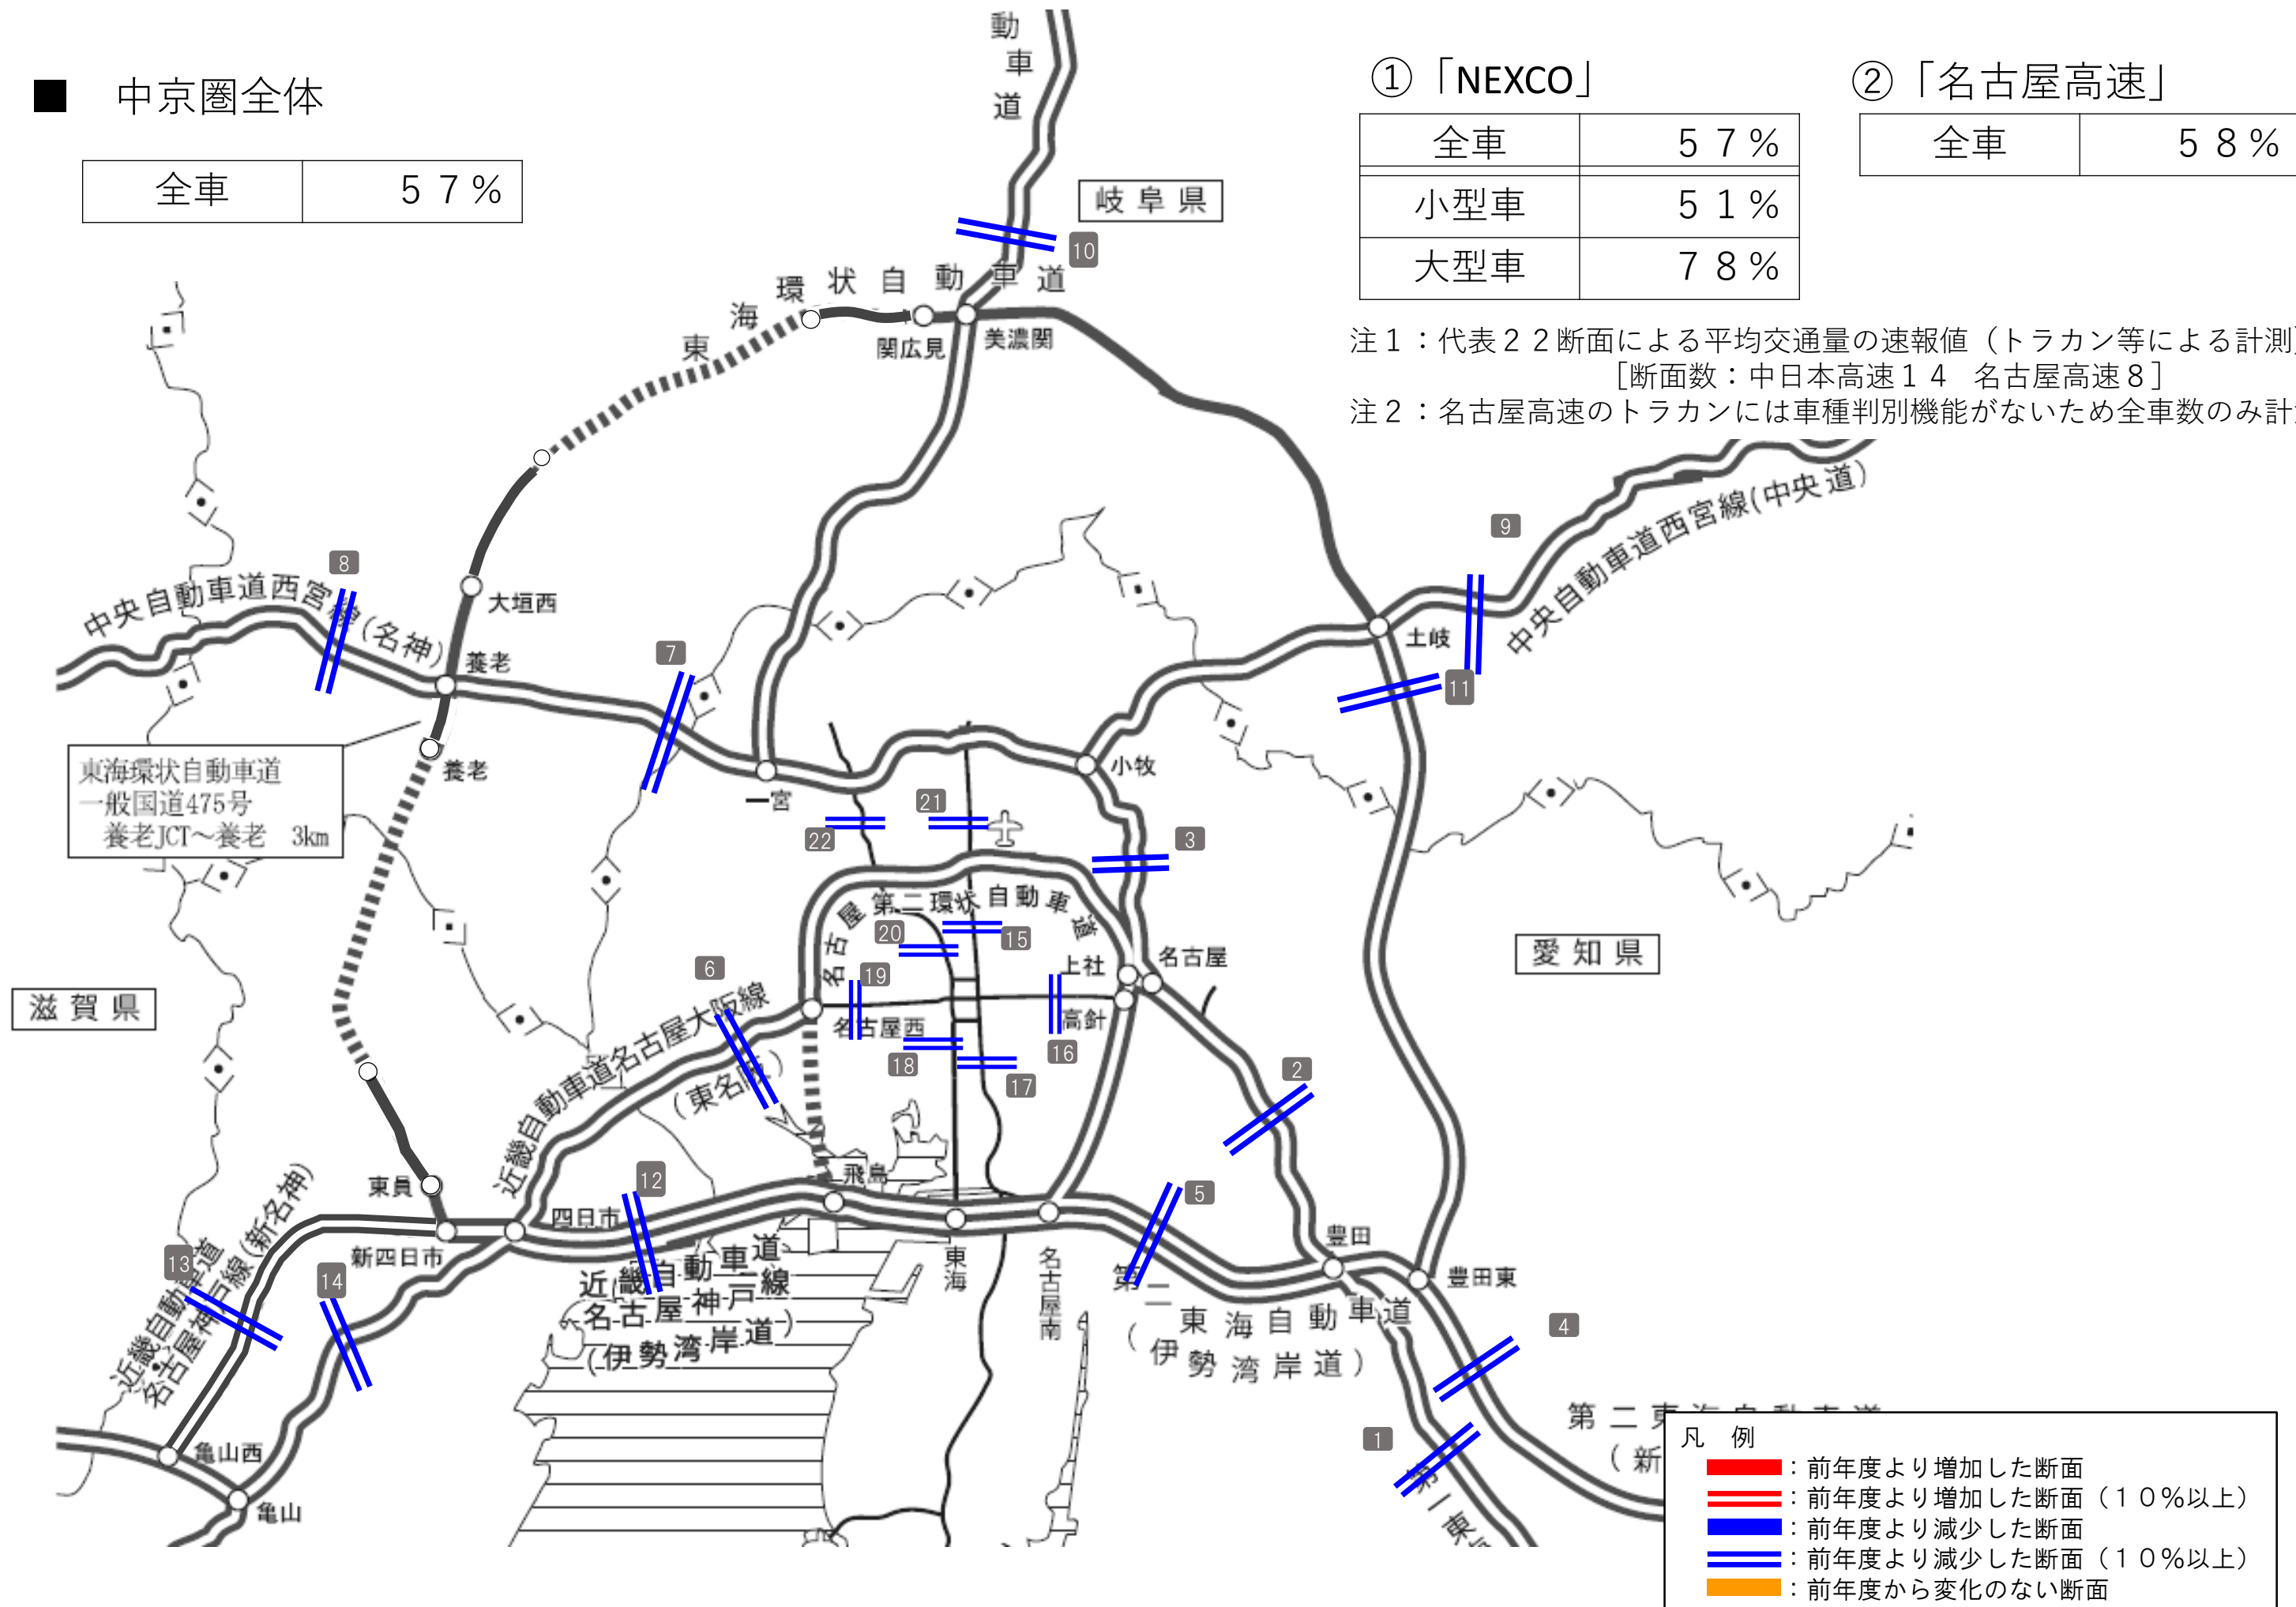 ■ 中京圏全体
全車 ５７%
①「NEXCO」
全車 ５７%
小型車 ５１%
大型車 ７８%
②「名古屋高速」
全車 ５８%
注１：代表２２断面による平均交通量の速報値（トラカン等による計測
［断面数：中日本高速１４ 名古屋高速８］
注２：名古屋高速のトラカンには車種判別機能がないため全車数のみ計
動車道
岐阜県
10
東海環状自動車道
関広見
美濃関
9
中央自動車道西宮線(中央道)
8
中央自動車道西宮線(名神)
大垣西
養老
7
土岐
11
養老
東海環状自動車道
一般国道475号
養老JCT～養老 3km
一宮
小牧
21
22
3
名古屋第二環状自動車道
20
15
愛知県
滋賀県
6
19
上社
名古屋
名古屋西
高針
近畿自動車道名古屋大阪線
(東名阪)
18
16
17
2
東員
12
飛島
5
四日市
新四日市
13
14
近畿自動車道
名古屋神戸線(新名神)
近畿自動車道
名古屋神戸線
(伊勢湾岸道)
東海
名古屋南
豊田
豊田東
第二東海自動車道
(伊勢湾岸道)
4
1
亀山西
亀山
第二東海自動車道
(新
第一東
凡 例
：前年度より増加した断面
：前年度より増加した断面（１０%以上）
：前年度より減少した断面
：前年度より減少した断面（１０%以上）
：前年度から変化のない断面